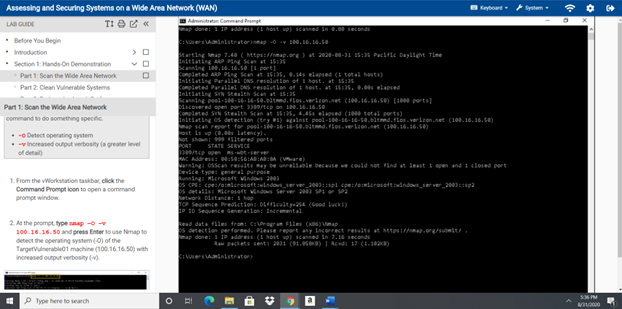 Assessing and Securing Systems on a Wide Area Network (WAN)
Keyboard
System
LAB GUIDE
Before You Begin
Introduction
Section 1: Hands-On Demonstration
Part 1: Scan the Wide Area Network
Part 2: Clean Vulnerable Systems
Part 1: Scan the Wide Area Network
command to do something specific.
-O Detect operating system
-v Increased output verbosity (a greater level
of detail)
1. From the vWorkstation taskbar, click the
Command Prompt icon to open a command
prompt window.
2. At the prompt, type nmap -O -v
100.16.16.50 and press Enter to use Nmap to
detect the operating system (-O) of the
TargetVulnerable01 machine (100.16.16.50) with
increased output verbosity (-v).
Administrator: Command Prompt
Nmap done: 1 IP address (1 host up) scanned in 0.00 seconds
C:\Users\Administrator>nmap -O -v 100.16.16.50
Starting Nmap 7.40 ( https://nmap.org ) at 2020-08-31 15:35 Pacific Daylight Time
Initiating ARP Ping Scan at 15:35
Scanning 100.16.16.50 [1 port]
Completed ARP Ping Scan at 15:35, 0.14s elapsed (1 total hosts)
Initiating Parallel DNS resolution of 1 host. at 15:35
Completed Parallel DNS resolution of 1 host. at 15:35, 0.00s elapsed
Initiating SYN Stealth Scan at 15:35
Scanning pool-100-16-16-50.bltmmd.fios.verizon.net (100.16.16.50) [1000 ports]
Discovered open port 3389/tcp on 100.16.16.50
Completed SYN Stealth Scan at 15:35, 4.45s elapsed (1000 total ports)
Initiating OS detection (try #1) against pool-100-16-16-50.bltmmd.fios.verizon.net (100.16.16.50)
Nmap scan report for pool-100-16-16-50.bltmmd.fios.verizon.net (100.16.16.50)
Host is up (0.00s latency).
Not shown: 999 filtered ports
PORT STATE SERVICE
3389/tcp open ms-wbt-server
MAC Address: (VMware)
Warning: OSScan results may be unreliable because we could not find at least 1 open and 1 closed port
Device type: general purpose
Running: Microsoft Windows 2003
OS CPE: cpe:/o:microsoft:windows_server_2003::sp1 cpe:/o:microsoft:windows_server_2003::sp2
OS details: Microsoft Windows Server 2003 SP1 or SP2
Network Distance: 1 hop
TCP Sequence Prediction: Difficulty=254 (Good luck!)
IP ID Sequence Generation: Incremental
Read data files from: C:\Program Files (x86)\Nmap
OS detection performed. Please report any incorrect results at https://nmap.org/submit/ .
Nmap done: 1 IP address (1 host up) scanned in 7.16 seconds
Raw packets sent: 2031 (91.050KB) | Rcvd: 17 (1.102KB)
C:\Users\Administrator>
Type here to search
5:36 PM
8/31/2020